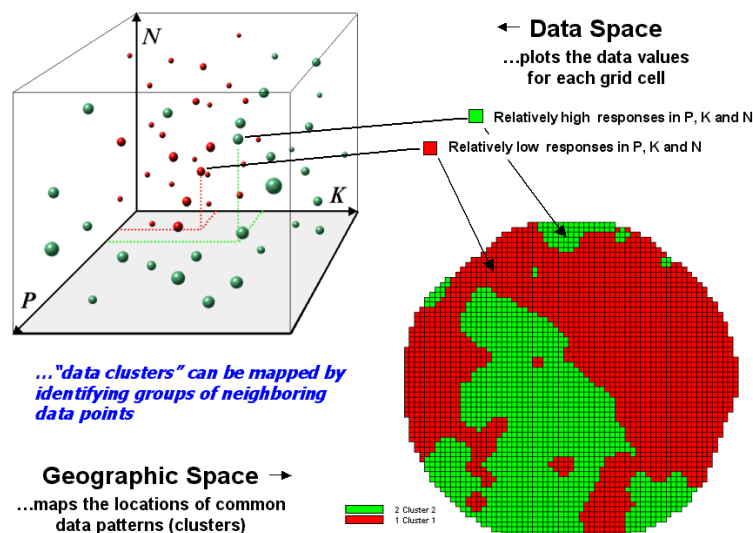 N
K
P
Data Space
...plots the data values
for each grid cell
Relatively high responses in P, K and N
Relatively low responses in P, K and N
..."data clusters" can be mapped by
identifying groups of neighboring
data points
Geographic Space
...maps the locations of common
data patterns (clusters)
2 Cluster 2
1 Cluster 1